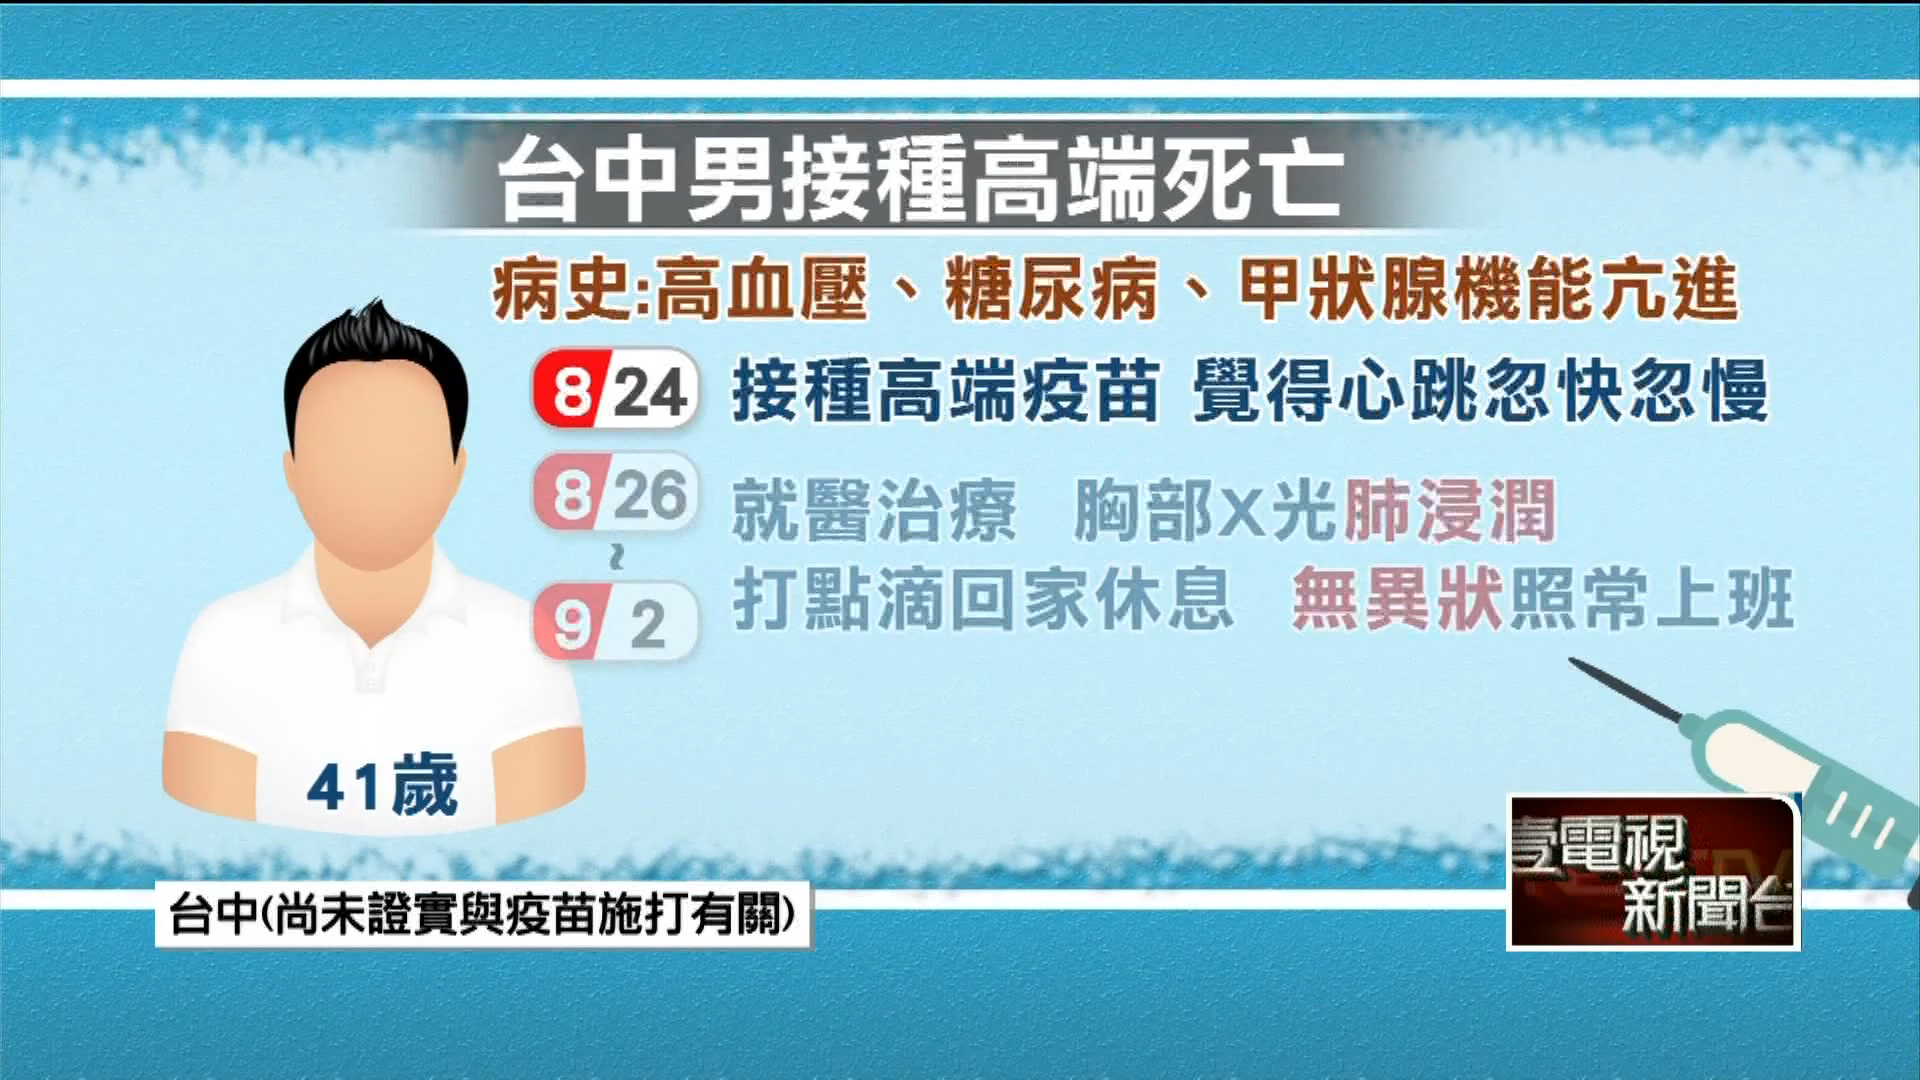 台中男接種高端死亡
病史:高血壓、糖尿病、甲狀腺機能亢進
8/24 接種高端疫苗 覺得心跳忽快忽慢
8/26 就醫治療 胸部X光肺浸潤
~
9/2 打點滴回家休息 無異狀照常上班
41歲
台中(尚未證實與疫苗施打有關)
壹電視
新聞台